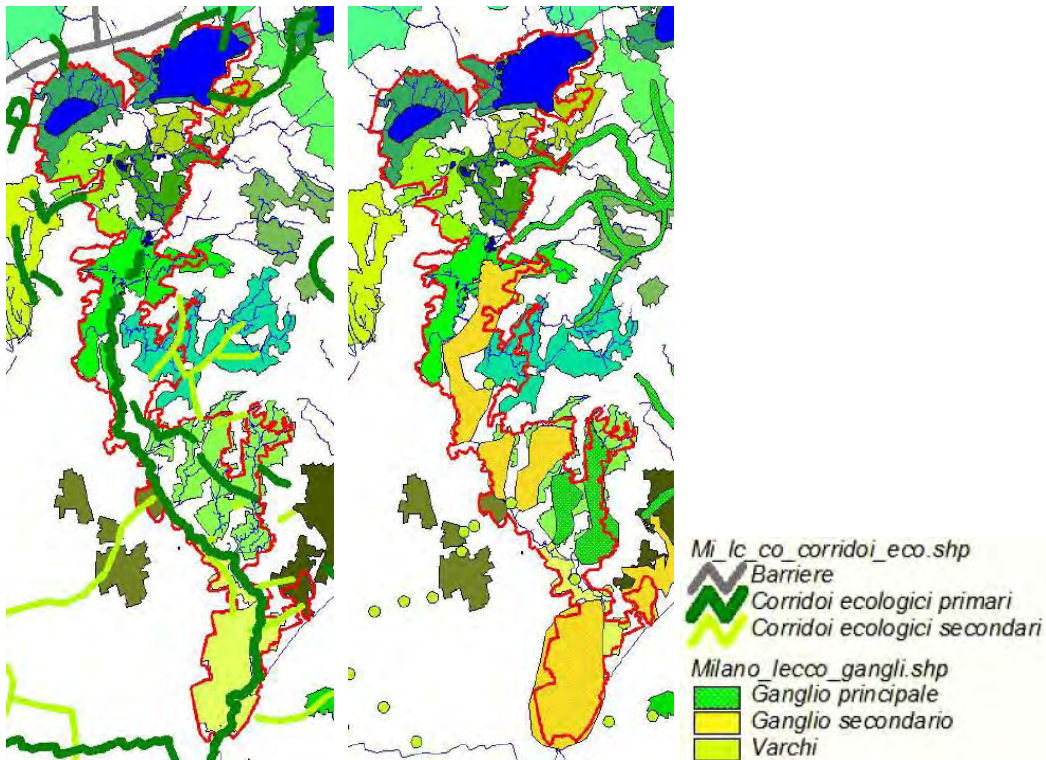 Mi_lc_co_corridoi_eco.shp
Barriere
Corridoi ecologici primari
Corridoi ecologici secondari
Milano_lecco_gangli.shp
Ganglio principale
Ganglio secondario
Varchi